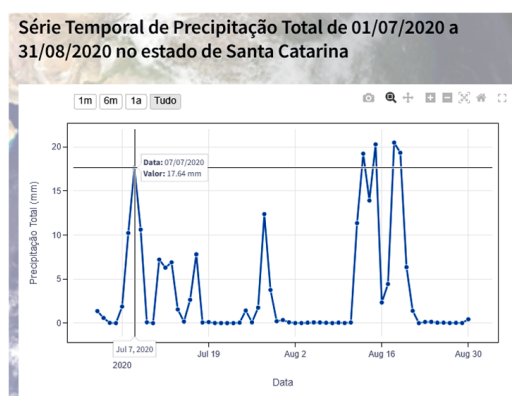 Série Temporal de Precipitação Total de 01/07/2020 a
31/08/2020 no estado de Santa Catarina
1m 6m 1a Tudo
Precipitação Total (mm)
20
15
10
5
0
Data: 07/07/2020
Valor: 17.64 mm
Jul 7, 2020
2020
Jul 19
Aug 2
Aug 16
Aug 30
Data